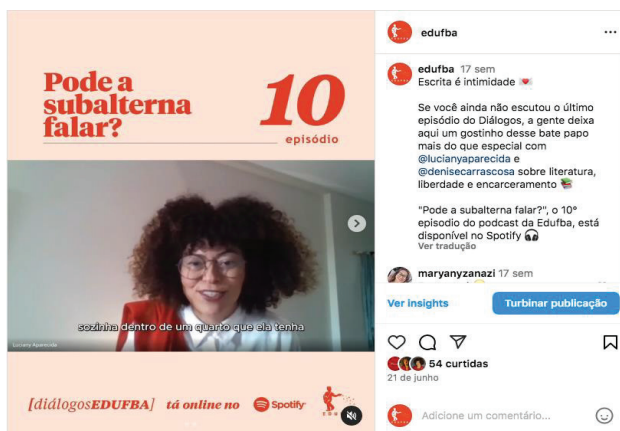 Pode a
subalterna
falar?
10
episódio
sozinha dentro de um quarto que ela tenha
Luciany Aparecida
[diálogosEDUFBA] tá online no Spotify
edufba
edufba 17 sem
Escrita é intimidade
Se você ainda não escutou o último
episódio do Diálogos, a gente deixa
aqui um gostinho desse bate papo
mais do que especial com
@lucianyaparecida e
@denisecarrascosa sobre literatura,
liberdade e encarceramento
"Pode a subalterna falar?", o 10°
episodio do podcast da Edufba, está
disponível no Spotify
Ver tradução
maryanyzanazi 17 sem
Ver insights
Turbinar publicação
54 curtidas
21 de junho
Adicione um comentário...